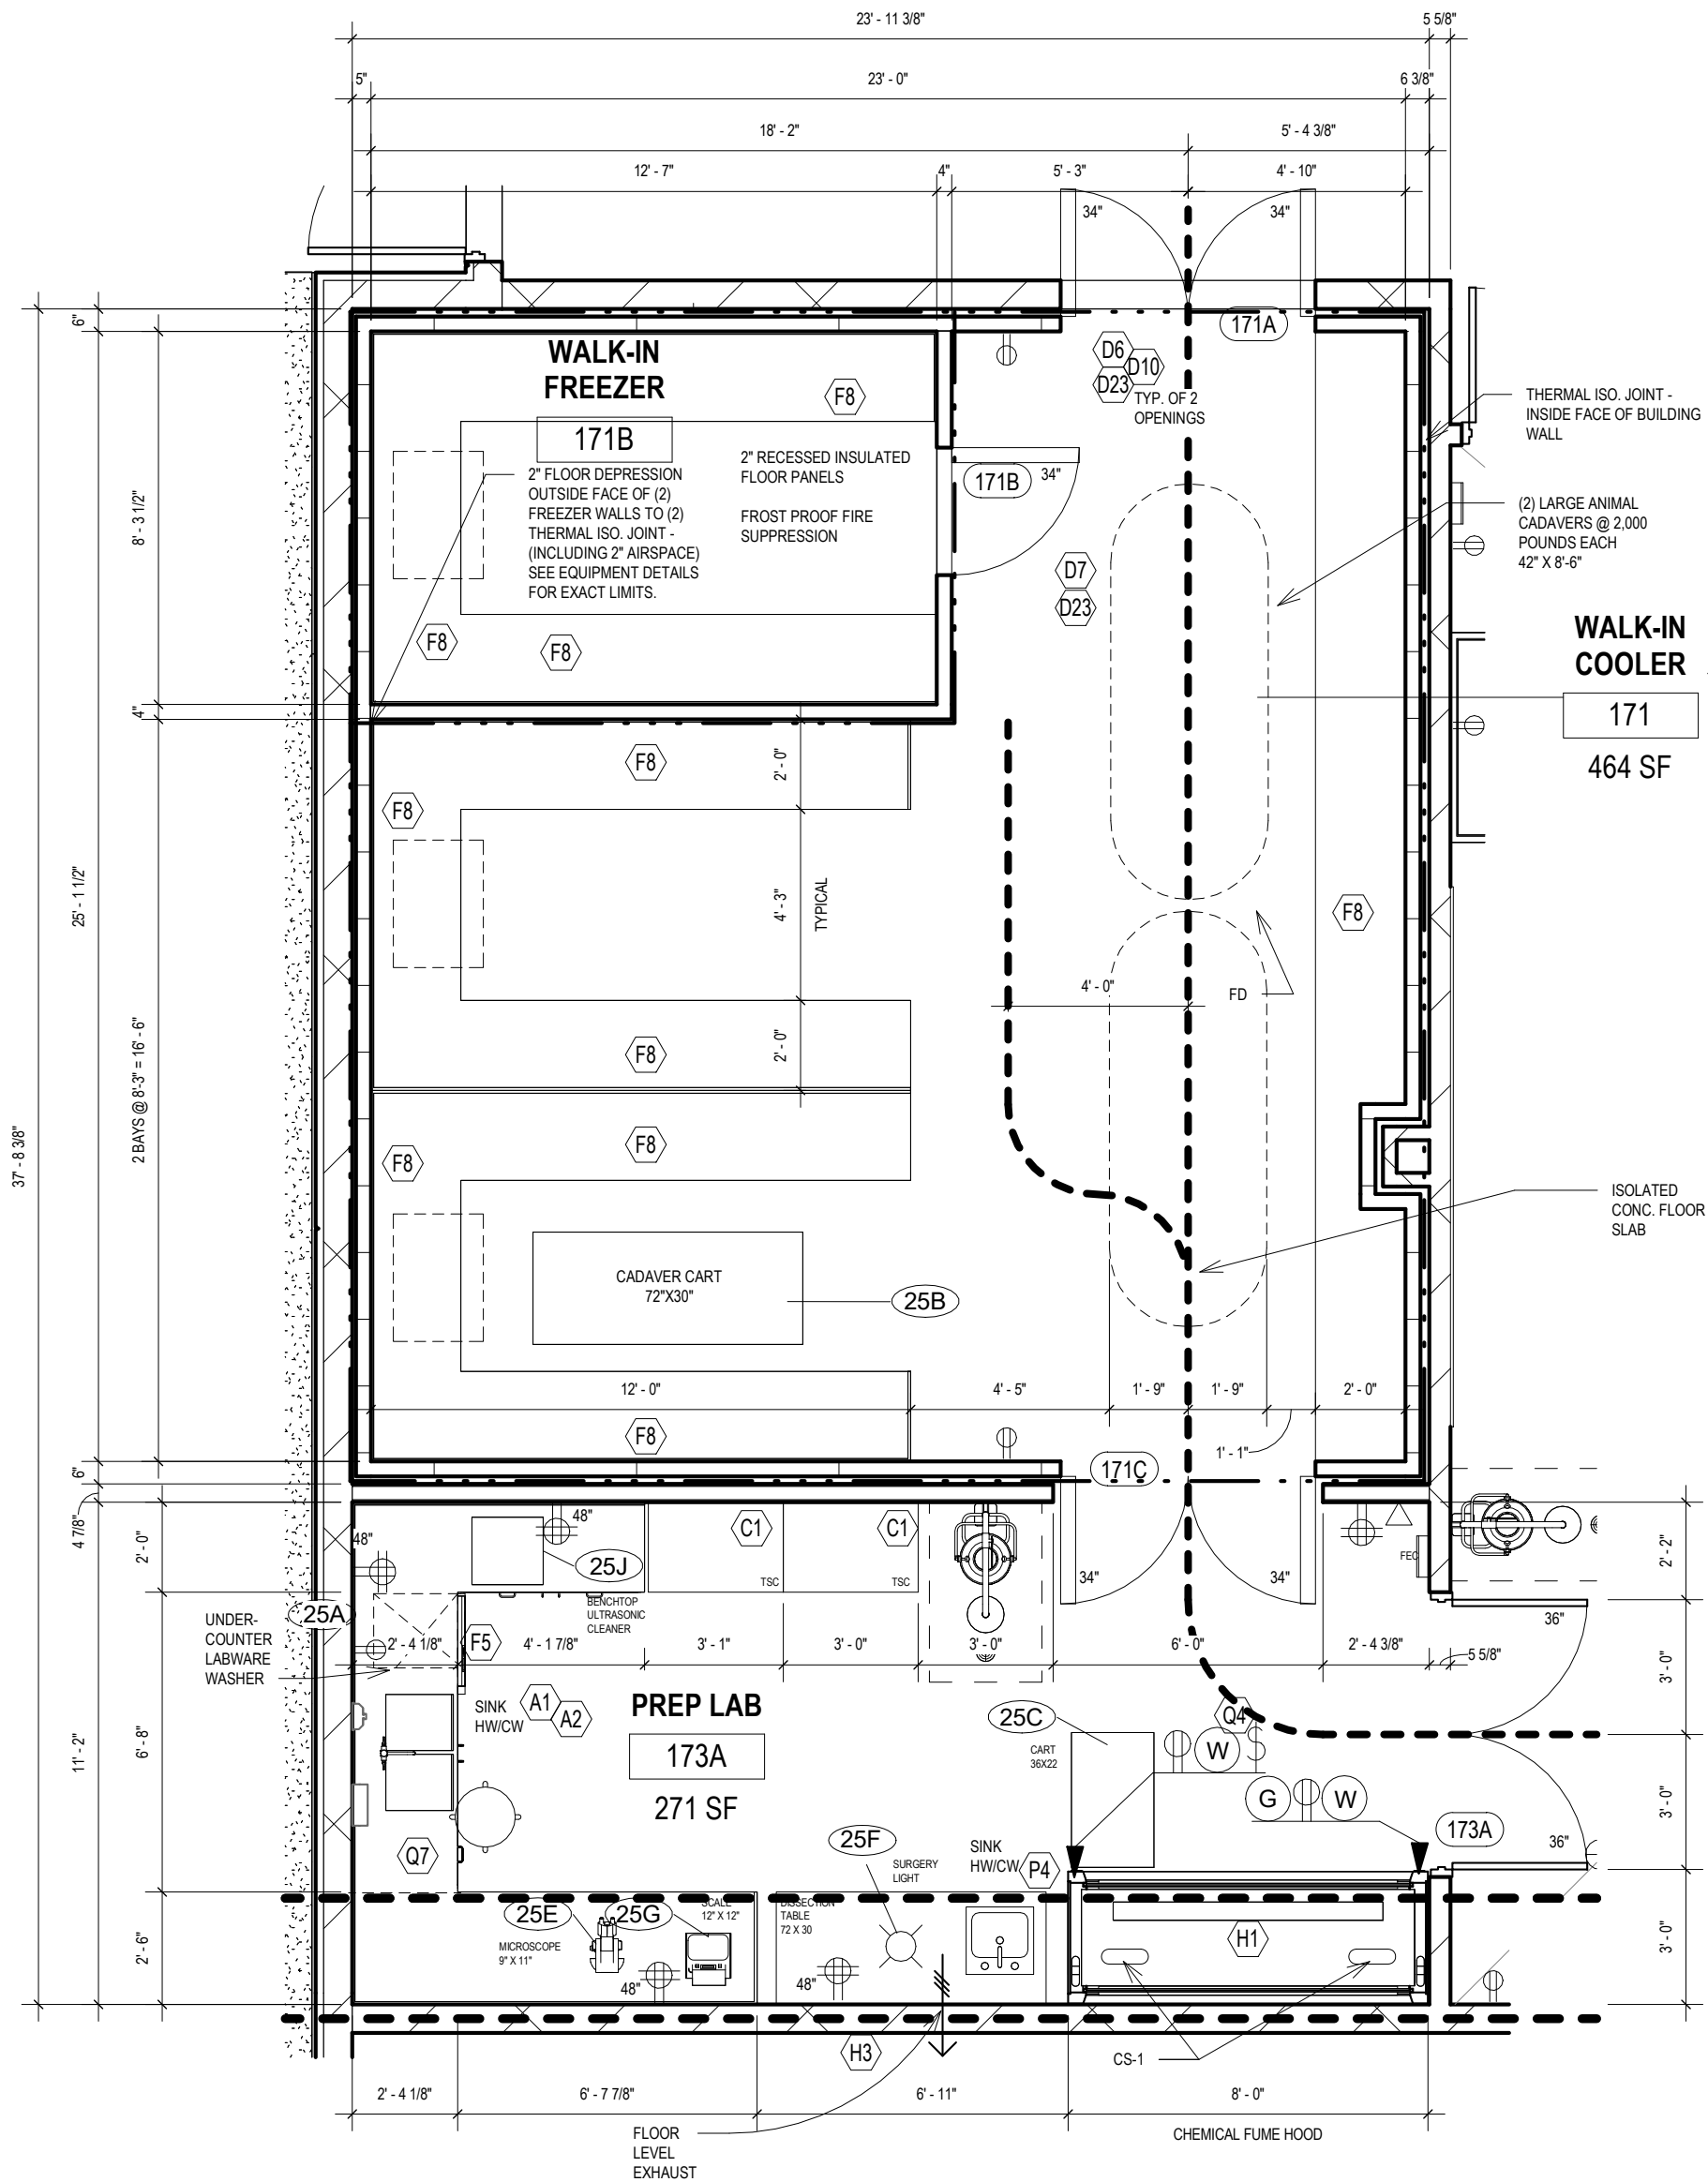 23' - 11 3/8"
5 5/8"
5"
23' - 0"
6 3/8"
18' - 2"
5' - 4 3/8"
12' - 7"
4"
5' - 3"
4' - 10"
34"
34"
6"
171A
WALK-IN
FREEZER
171B
F8
D6
D10
D23
TYP. OF 2
OPENINGS
THERMAL ISO. JOINT -
INSIDE FACE OF BUILDING
WALL
2" FLOOR DEPRESSION
OUTSIDE FACE OF (2)
FREEZER WALLS TO (2)
THERMAL ISO. JOINT -
(INCLUDING 2" AIRSPACE)
SEE EQUIPMENT DETAILS
FOR EXACT LIMITS.
2" RECESSED INSULATED
FLOOR PANELS
FROST PROOF FIRE
SUPPRESSION
171B
34"
(2) LARGE ANIMAL
CADAVERS @ 2,000
POUNDS EACH
42" X 8'-6"
8' - 3 1/2"
D7
D23
F8
F8
WALK-IN
COOLER
171
464 SF
4"
F8
2' - 0"
F8
25' - 1 1/2"
4' - 3"
TYPICAL
F8
4' - 0"
FD
2' - 0"
F8
2 BAYS @ 8'-3" = 16' - 6"
37' - 8 3/8"
F8
F8
ISOLATED
CONC. FLOOR
SLAB
CADAVER CART
72"X30"
25B
12' - 0"
4' - 5"
1' - 9"
1' - 9"
2' - 0"
F8
1' - 1"
171C
6"
4 7/8"
2' - 0"
48"
48"
25J
C1
C1
TSC
TSC
34"
34"
FEC
2' - 2"
UNDER-
COUNTER
LABWARE
WASHER
25A
BENCHTOP
ULTRASONIC
CLEANER
36"
F5
2' - 4 1/8"
4' - 1 7/8"
3' - 1"
3' - 0"
3' - 0"
6' - 0"
2' - 4 3/8"
5 5/8"
3' - 0"
SINK
HW/CW
A1
A2
PREP LAB
173A
271 SF
25C
CART
36X22
Q4
W
S
G
W
173A
36"
11' - 2"
6' - 8"
3' - 0"
Q7
25F
SURGERY
LIGHT
SINK
HW/CW
P4
25E
25G
SCALE
12" X 12"
DISSECTION
TABLE
72 X 30
MICROSCOPE
9" X 11"
48"
48"
H1
2' - 6"
3' - 0"
H3
CS-1
2' - 4 1/8"
6' - 7 7/8"
6' - 11"
8' - 0"
FLOOR
LEVEL
EXHAUST
CHEMICAL FUME HOOD